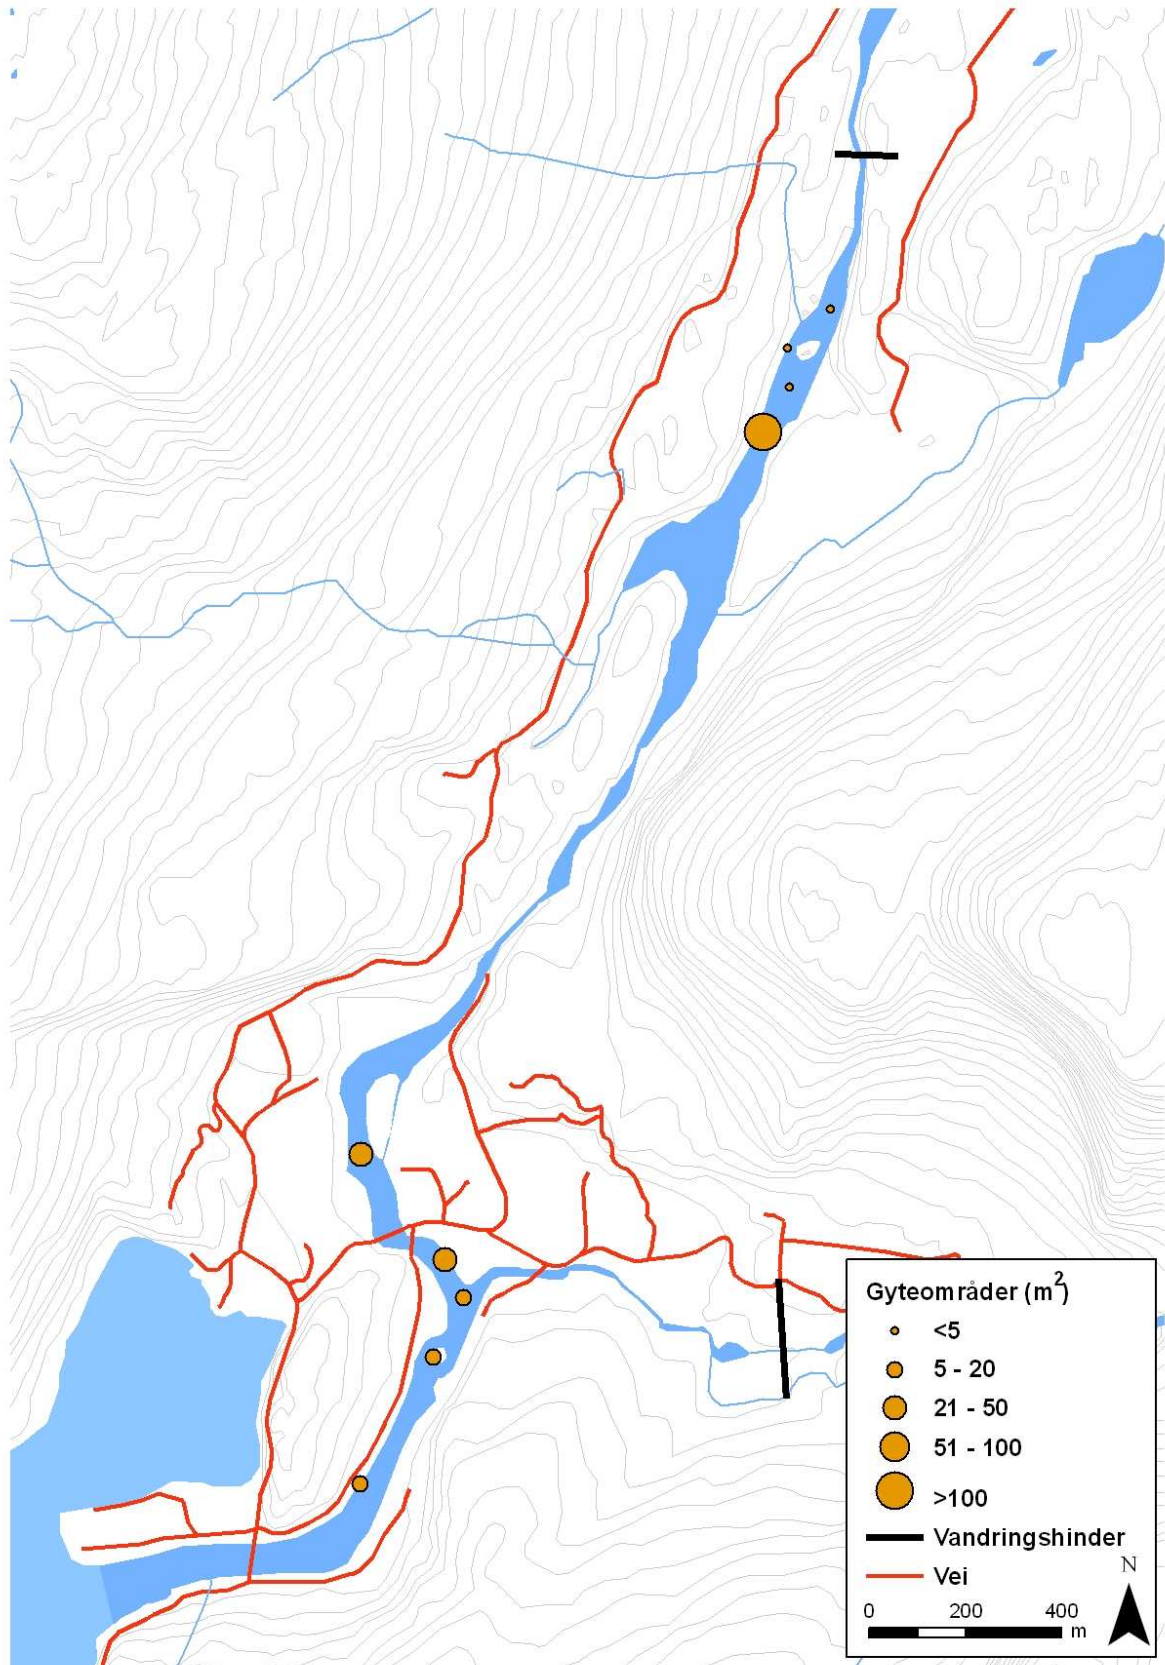 Gyteområder (m²)
<5
5 - 20
21 - 50
51 - 100
>100
Vandringshinder
Vei
N
0 200 400
m